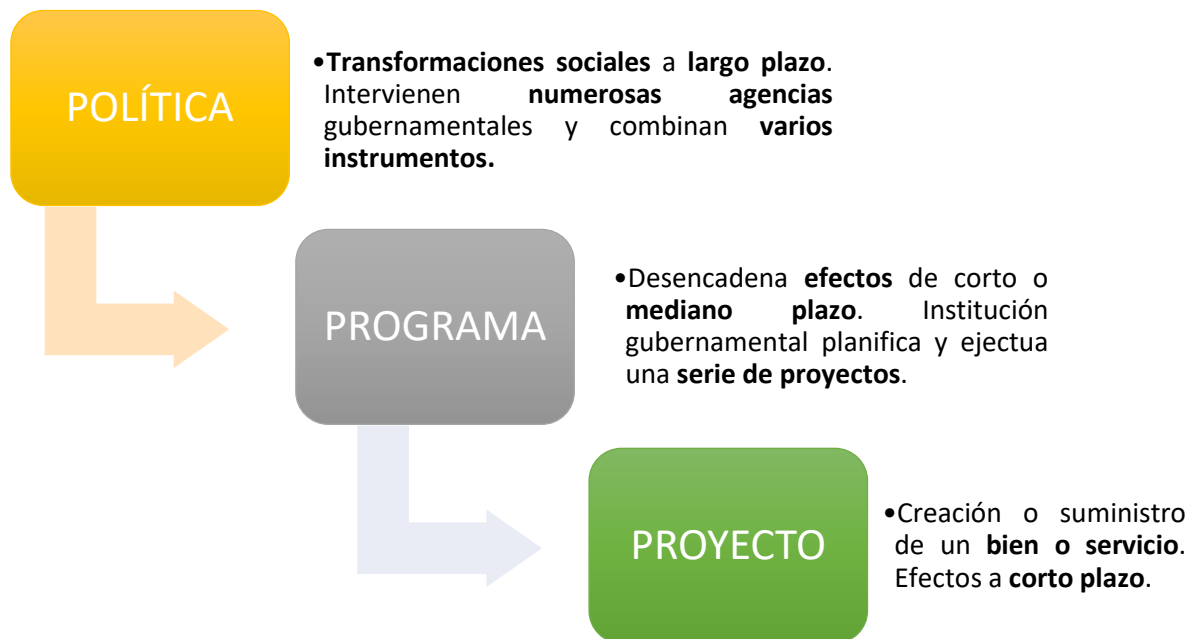 POLÍTICA
•Transformaciones sociales a largo plazo.
Intervienen numerosas agencias
gubernamentales y combinan varios
instrumentos.
PROGRAMA
•Desencadena efectos de corto o
mediano plazo. Institución
gubernamental planifica y ejectua
una serie de proyectos.
PROYECTO
•Creación o suministro
de un bien o servicio.
Efectos a corto plazo.